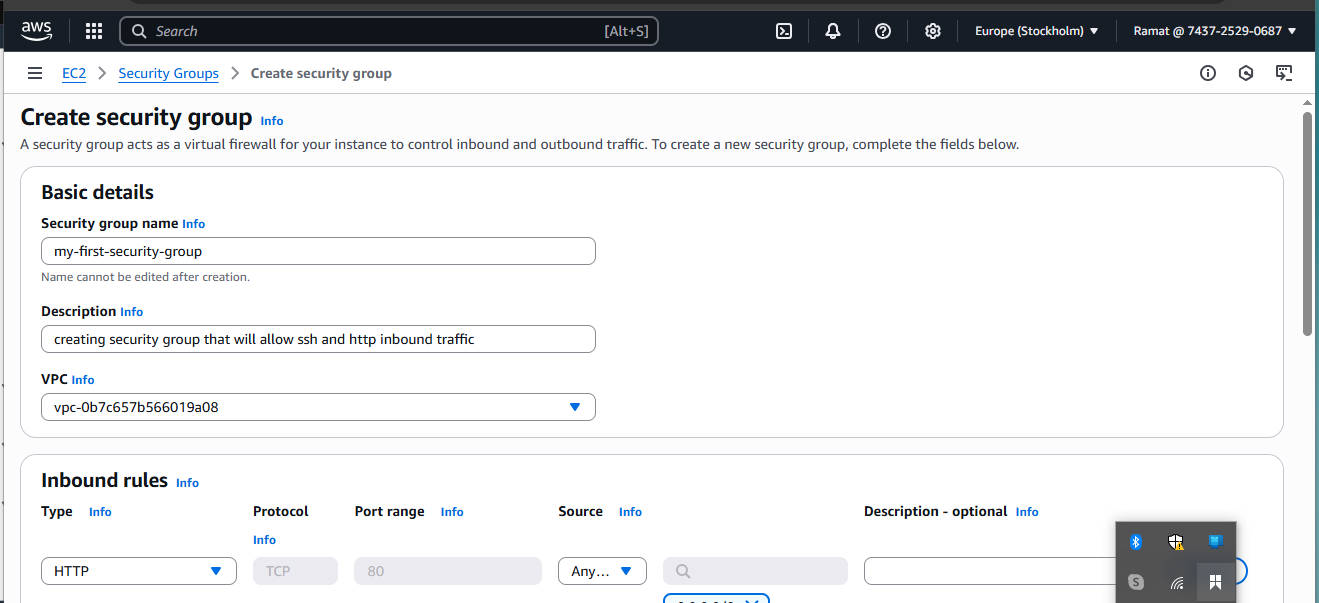 aws
Search [Alt+S] Europe (Stockholm) Ramat @ 7437-2529-0687
EC2 Security Groups Create security group
Create security group Info
A security group acts as a virtual firewall for your instance to control inbound and outbound traffic. To create a new security group, complete the fields below.
Basic details
Security group name Info
my-first-security-group
Name cannot be edited after creation.
Description Info
creating security group that will allow ssh and http inbound traffic
VPC Info
vpc-0b7c657b566019a08
Inbound rules Info
Type Info Protocol Port range Info Source Info Description - optional Info
Info
HTTP TCP 80 Any...